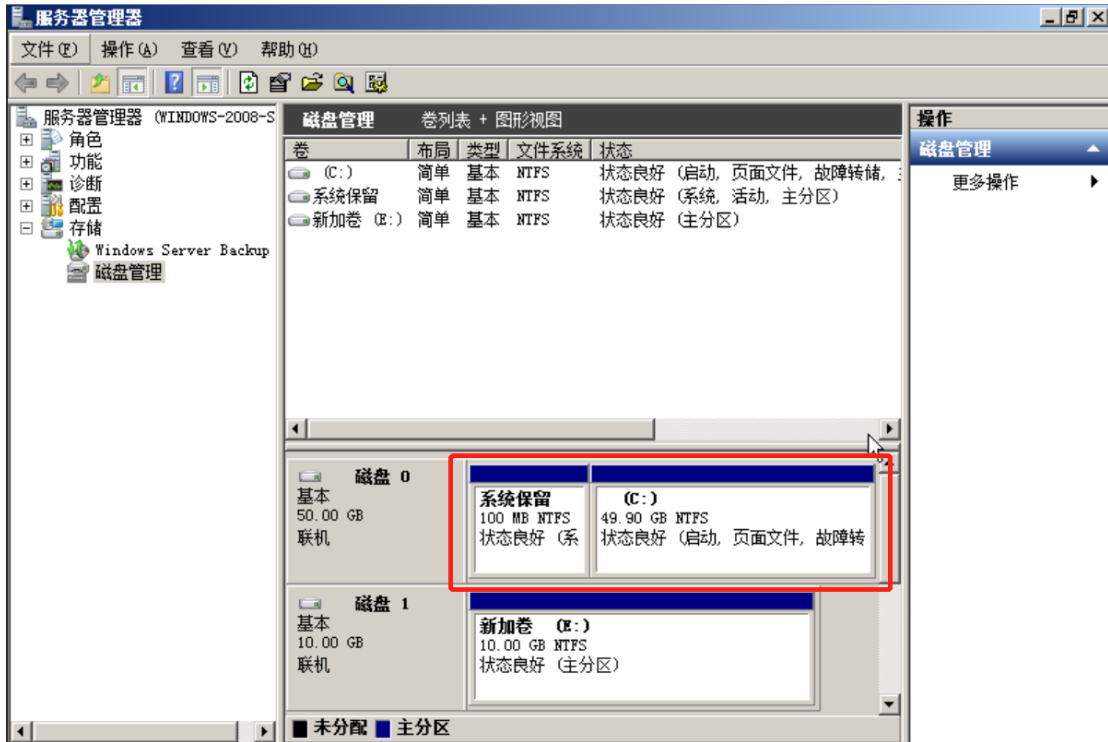 服务器管理器
文件(F) 操作(A) 查看(V) 帮助(H)
服务器管理器 (WINDOWS-2008-S
角色
功能
诊断
配置
存储
Windows Server Backup
磁盘管理
磁盘管理 卷列表 + 图形视图
卷 布局 类型 文件系统 状态
(C:) 简单 基本 NTFS 状态良好 (启动, 页面文件, 故障转储,
系统保留 简单 基本 NTFS 状态良好 (系统, 活动, 主分区)
新加卷 (E:) 简单 基本 NTFS 状态良好 (主分区)
磁盘 0
基本
50.00 GB
联机
系统保留
100 MB NTFS
状态良好 (系
(C:)
49.90 GB NTFS
状态良好 (启动, 页面文件, 故障转
磁盘 1
基本
10.00 GB
联机
新加卷 (E:)
10.00 GB NTFS
状态良好 (主分区)
未分配 主分区
操作
磁盘管理
更多操作